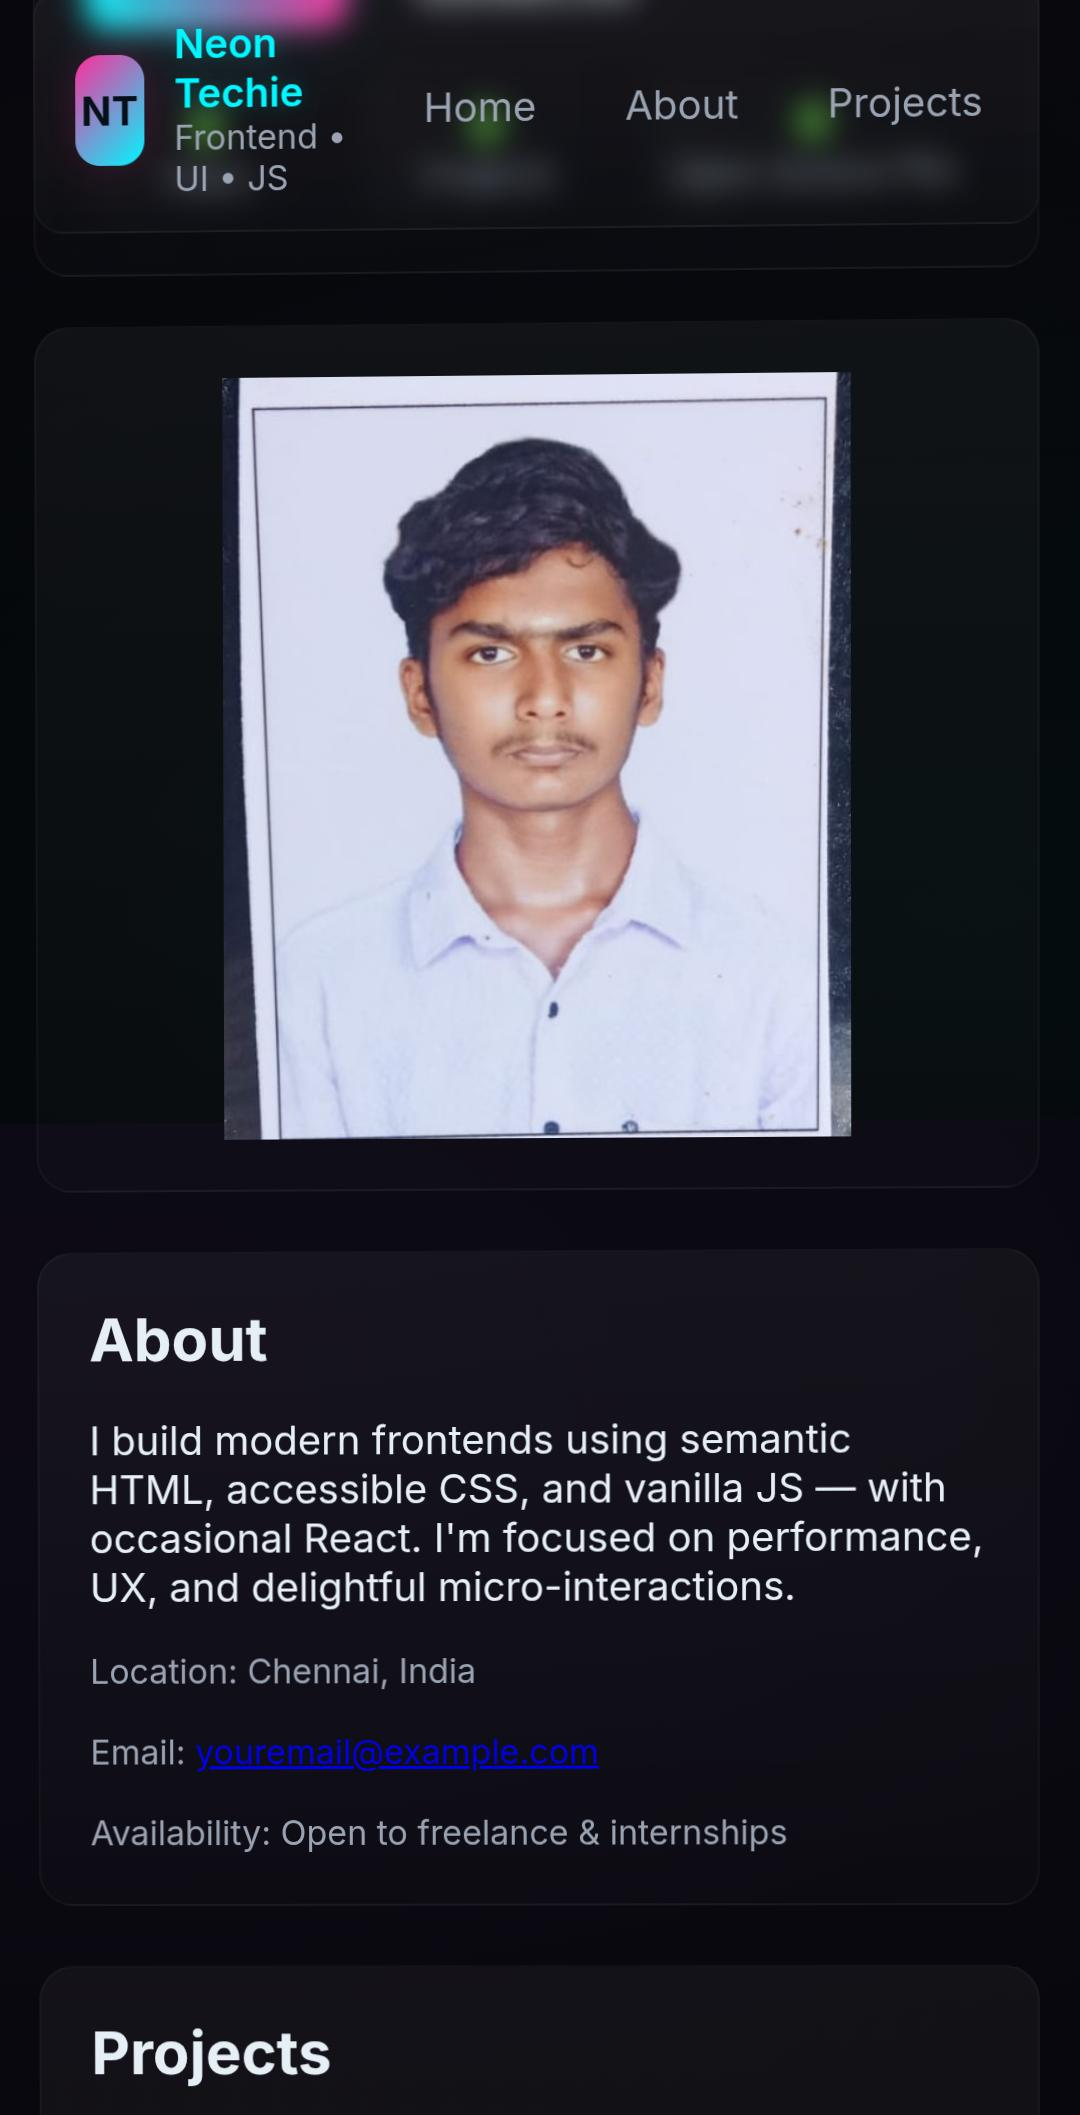 NT
Neon
Techie
Frontend •
UI • JS
Home
About
Projects
About
I build modern frontends using semantic
HTML, accessible CSS, and vanilla JS — with
occasional React. I'm focused on performance,
UX, and delightful micro-interactions.
Location: Chennai, India
Email: youremail@example.com
Availability: Open to freelance & internships
Projects